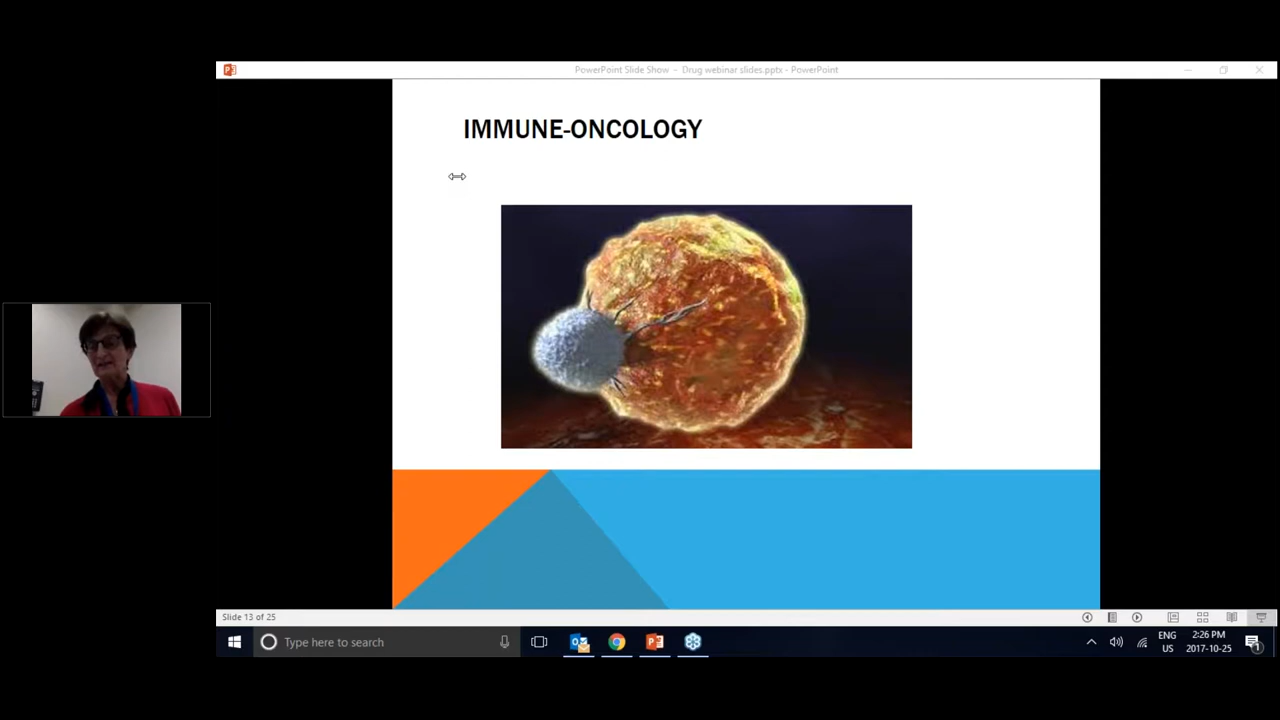 PowerPoint Slide Show - Drug webinar slides.pptx - PowerPoint
IMMUNE-ONCOLOGY
Slide 13 of 25
Type here to search
ENG
US
2:26 PM
2017-10-25
1